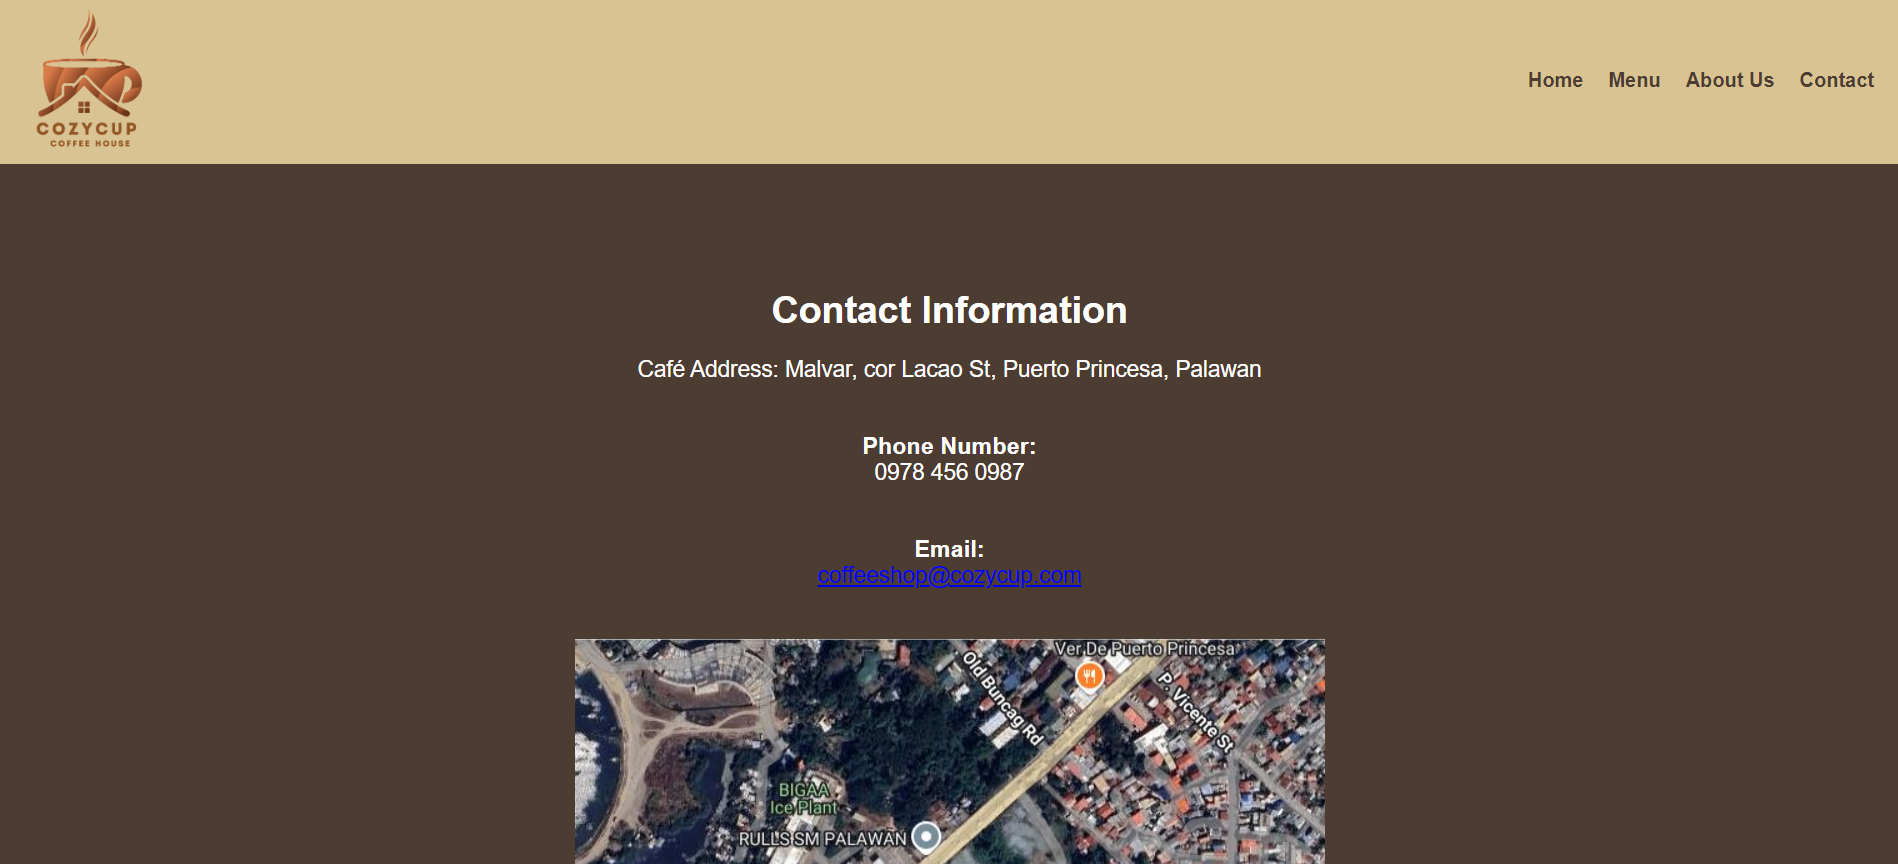 COZYCUP
COFFEE HOUSE
Home Menu About Us Contact
Contact Information
Café Address: Malvar, cor Lacao St, Puerto Princesa, Palawan
Phone Number:
0978 456 0987
Email:
coffeeshop@cozycup.com
Ver De Puerto Princesa
Old Buncag Rd
P. Vicente St
BIGAA
Ice Plant
RULLS SM PALAWAN